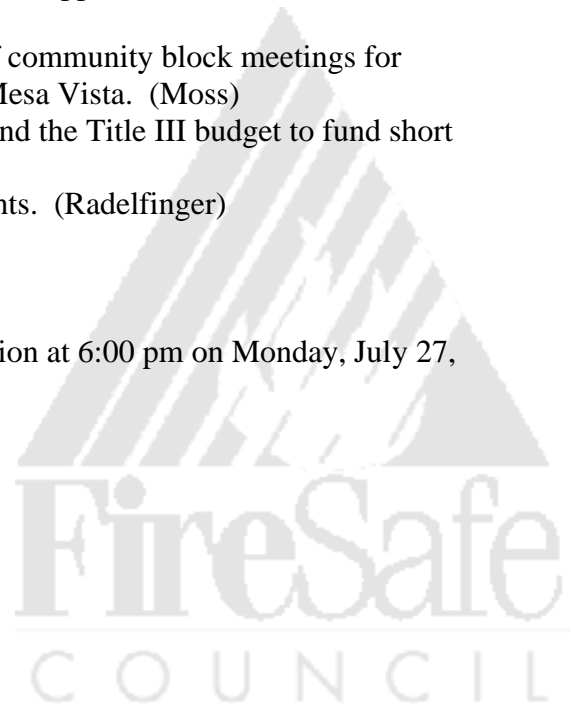 community block meetings for
Mesa Vista. (Moss)
nd the Title III budget to fund short
nts. (Radelfinger)
ion at 6:00 pm on Monday, July 27,
FireSafe
COUNCIL